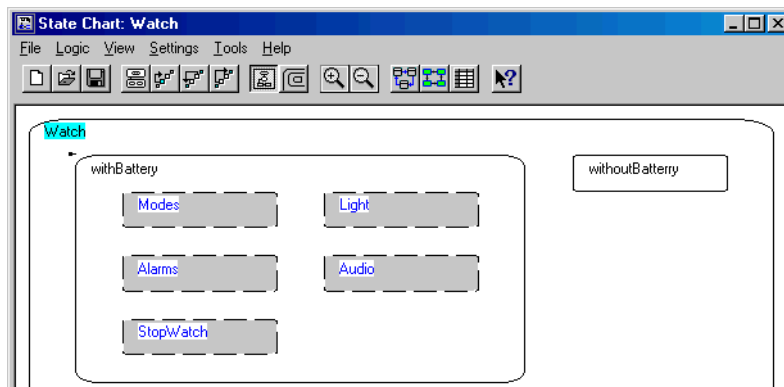 State Chart: Watch
File Logic View Settings Tools Help
Watch
withBattery
withoutBatterry
Modes
Light
Alarms
Audio
StopWatch